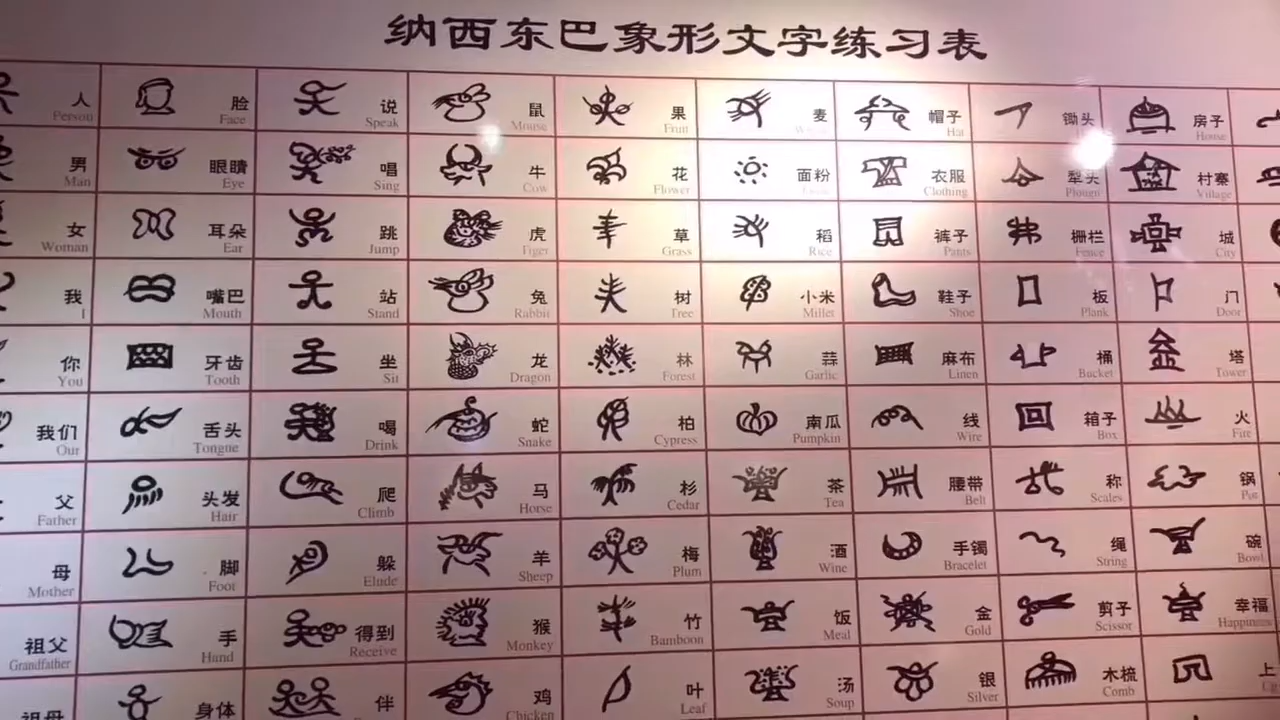 纳西东巴象形文字练习表
人 脸 说 鼠 果 麦 帽子 锄头 房子
Person Face Speak Mouse Fruit Hat House
男 眼睛 唱 牛 花 面粉 衣服 犁头 村寨
Man Eye Sing Cow Flower Clothing Plough Village
女 耳朵 跳 虎 草 稻 裤子 栅栏 城
Woman Ear Jump Tiger Grass Rice Pants Fence City
我 嘴巴 站 兔 树 小米 鞋子 板 门
I Mouth Stand Rabbit Tree Millet Shoe Plank Door
你 牙齿 坐 龙 林 蒜 麻布 桶 塔
You Tooth Sit Dragon Forest Garlic Linen Bucket Tower
我们 舌头 喝 蛇 柏 南瓜 线 箱子 火
Our Tongue Drink Snake Cypress Pumpkin Wire Box Fire
父 头发 爬 马 杉 茶 腰带 称 锅
Father Hair Climb Horse Cedar Tea Belt Scales Pot
母 脚 躲 羊 梅 酒 手镯 绳 碗
Mother Foot Elude Sheep Plum Wine Bracelet String Bowl
祖父 手 得到 猴 竹 饭 金 剪子 幸福
Grandfather Hand Receive Monkey Bamboon Meal Gold Scissor Happiness
祖母 身体 伴 鸡 叶 汤 银 木梳 上
Chicken Leaf Soup Silver Comb